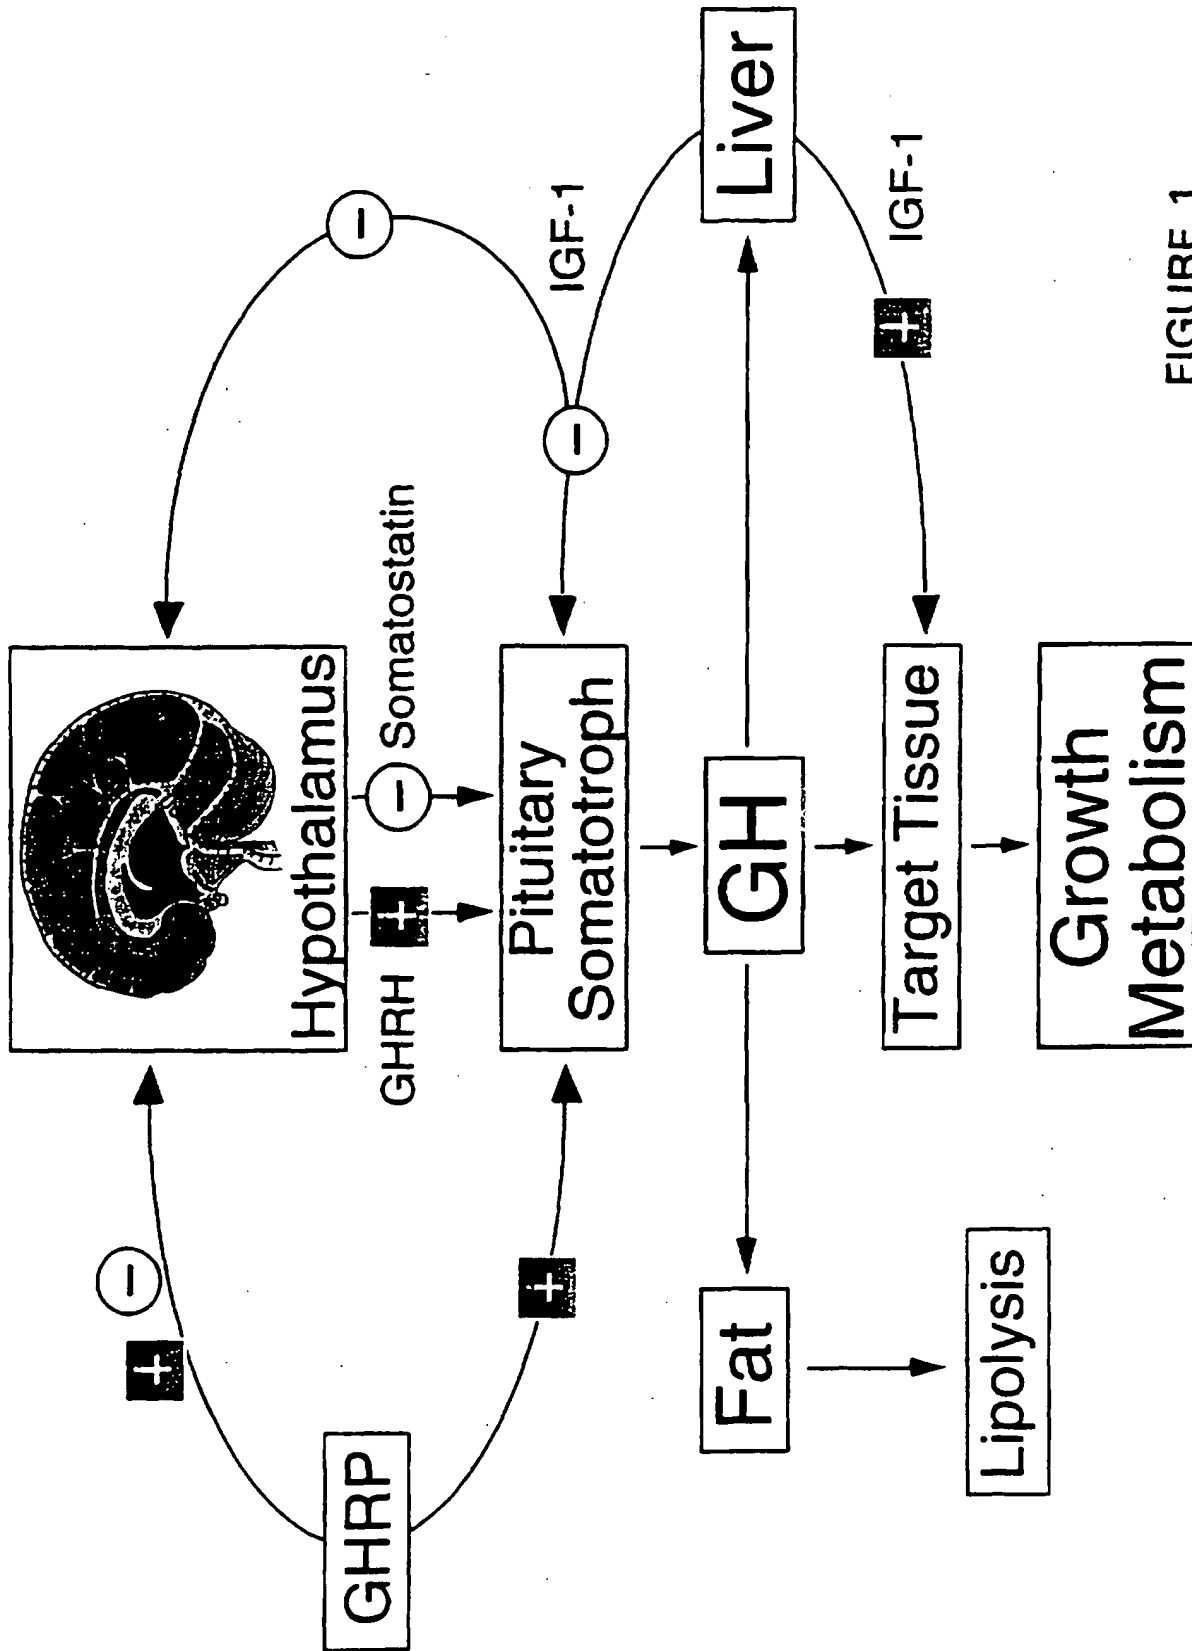 Hypothalamus
+
−
GHRH
+
−
Somatostatin
−
GHRP
Pituitary
Somatotroph
+
−
IGF-1
Fat
GH
Liver
Target Tissue
+
IGF-1
Lipolysis
Growth
Metabolism
FIGURE 1